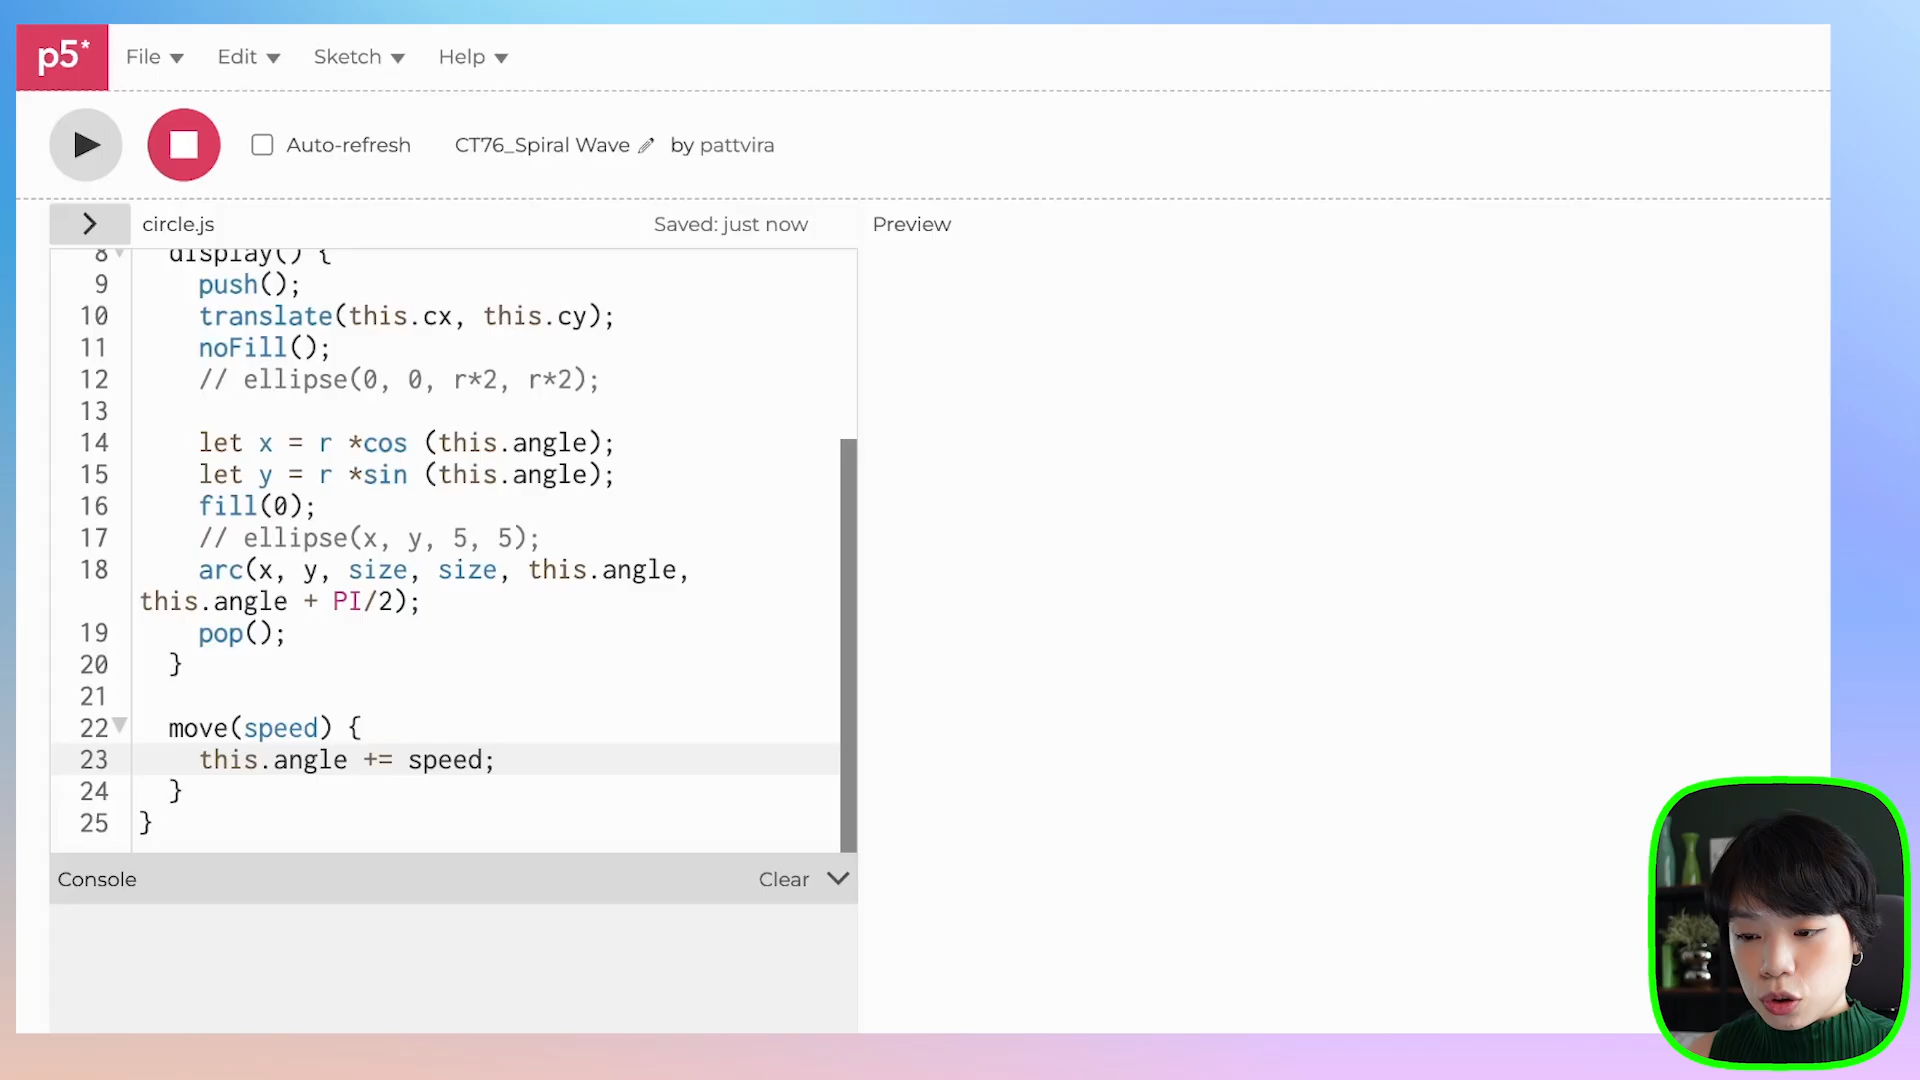 p5*
File Edit Sketch Help
Auto-refresh CT76_Spiral Wave by pattvira
circle.js Saved: just now Preview
8 display() {
9 push();
10 translate(this.cx, this.cy);
11 noFill();
12 // ellipse(0, 0, r*2, r*2);
13
14 let x = r *cos (this.angle);
15 let y = r *sin (this.angle);
16 fill(0);
17 // ellipse(x, y, 5, 5);
18 arc(x, y, size, size, this.angle,
this.angle + PI/2);
19 pop();
20 }
21
22 move(speed) {
23 this.angle += speed;
24 }
25 }
Console Clear